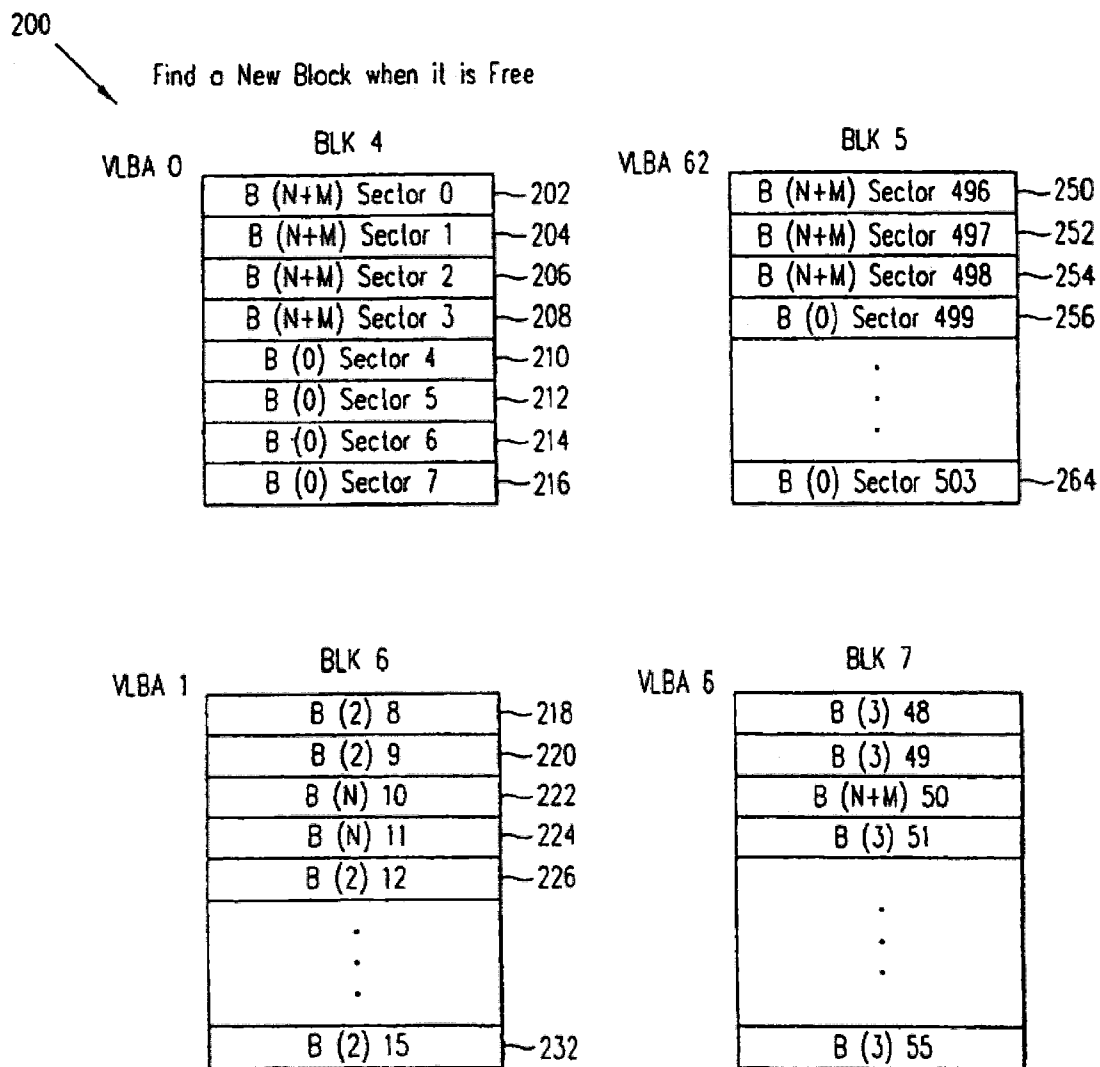 200
Find a New Block when it is Free
BLK 4
VLBA 0
B (N+M) Sector 0 202
B (N+M) Sector 1 204
B (N+M) Sector 2 206
B (N+M) Sector 3 208
B (0) Sector 4 210
B (0) Sector 5 212
B (0) Sector 6 214
B (0) Sector 7 216
BLK 5
VLBA 62
B (N+M) Sector 496 250
B (N+M) Sector 497 252
B (N+M) Sector 498 254
B (0) Sector 499 256
B (0) Sector 503 264
BLK 6
VLBA 1
B (2) 8 218
B (2) 9 220
B (N) 10 222
B (N) 11 224
B (2) 12 226
B (2) 15 232
BLK 7
VLBA 6
B (3) 48
B (3) 49
B (N+M) 50
B (3) 51
B (3) 55